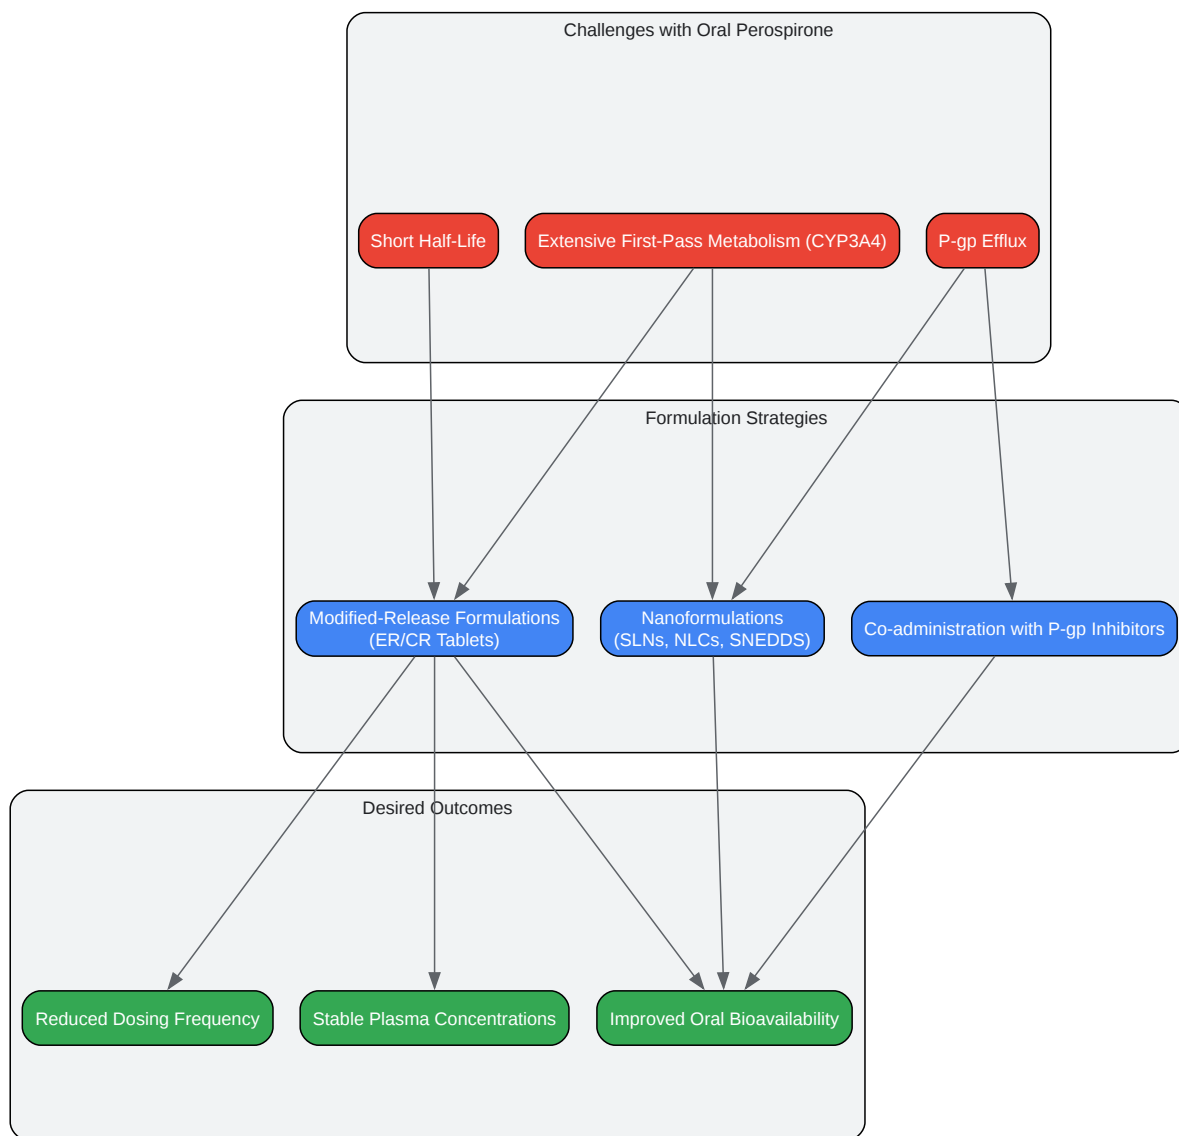 Challenges with Oral Perospirone
Short Half-Life
Extensive First-Pass Metabolism (CYP3A4)
P-gp Efflux
Formulation Strategies
Modified-Release Formulations
(ER/CR Tablets)
Nanoformulations
(SLNs, NLCs, SNEDDS)
Co-administration with P-gp Inhibitors
Desired Outcomes
Reduced Dosing Frequency
Stable Plasma Concentrations
Improved Oral Bioavailability